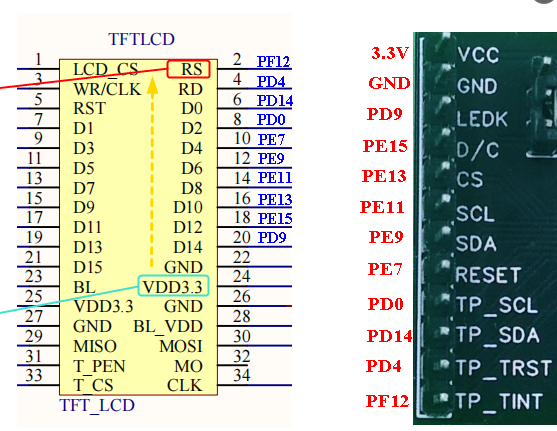 TFTLCD
1 LCD_CS RS 2 PF12
3 WR/CLK RD 4 PD4
5 RST D0 6 PD14
7 D1 D2 8 PD0
9 D3 D4 10 PE7
11 D5 D6 12 PE9
13 D7 D8 14 PE11
15 D9 D10 16 PE13
17 D11 D12 18 PE15
19 D13 D14 20 PD9
21 D15 GND 22
23 BL VDD3.3 24
25 VDD3.3 GND 26
27 GND BL_VDD 28
29 MISO MOSI 30
31 T_PEN MO 32
33 T_CS CLK 34
TFT_LCD
3.3V VCC
GND GND
PD9 LEDK
PE15 D/C
PE13 CS
PE11 SCL
PE9 SDA
PE7 RESET
PD0 TP_SCL
PD14 TP_SDA
PD4 TP_TRST
PF12 TP_TINT